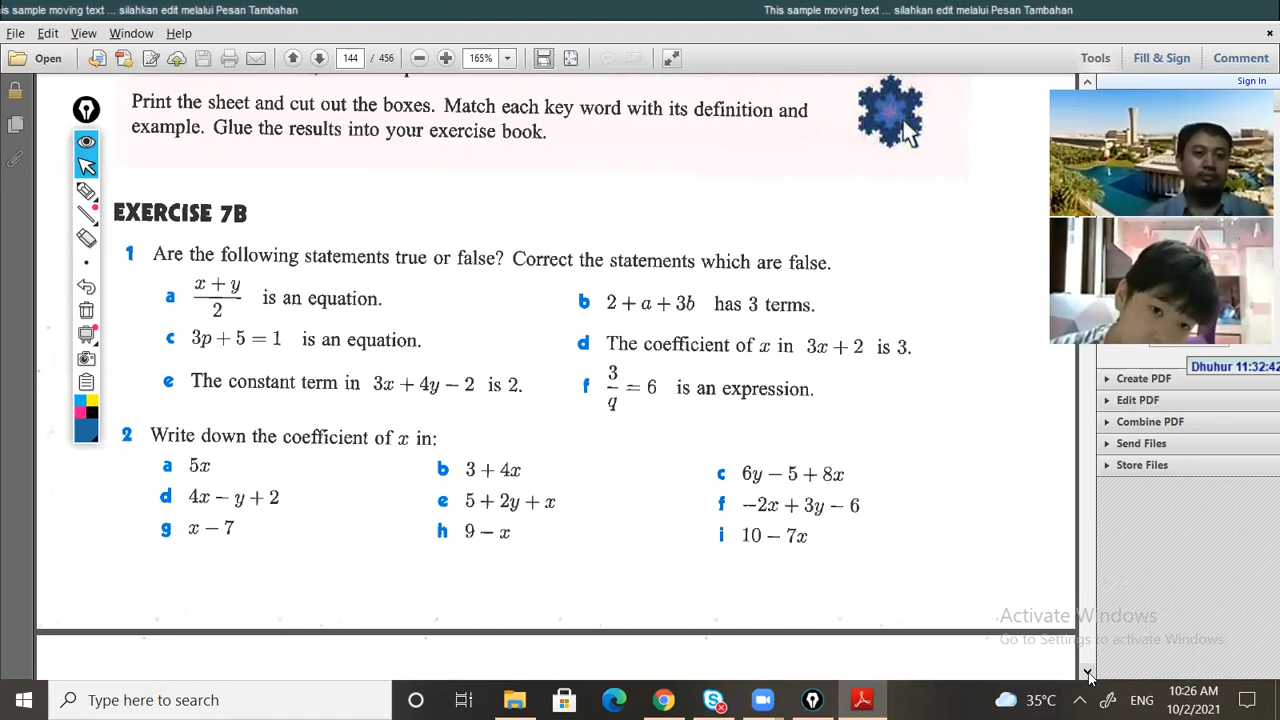 his sample moving text ... silahkan edit melalui Pesan Tambahan
This sample moving text ... silahkan edit melalui Pesan Tambahan
File Edit View Window Help
Open 144 / 456 165% Tools Fill & Sign Comment
Sign In
Print the sheet and cut out the boxes. Match each key word with its definition and
example. Glue the results into your exercise book.
EXERCISE 7B
1 Are the following statements true or false? Correct the statements which are false.
a (x + y)/2 is an equation.
b 2 + a + 3b has 3 terms.
c 3p + 5 = 1 is an equation.
d The coefficient of x in 3x + 2 is 3.
e The constant term in 3x + 4y − 2 is 2.
f 3/q = 6 is an expression.
2 Write down the coefficient of x in:
a 5x
b 3 + 4x
c 6y − 5 + 8x
d 4x − y + 2
e 5 + 2y + x
f −2x + 3y − 6
g x − 7
h 9 − x
i 10 − 7x
Dhuhur 11:32:42
Create PDF
Edit PDF
Combine PDF
Send Files
Store Files
Activate Windows
Go to Settings to activate Windows.
Type here to search
35°C
ENG
10:26 AM
10/2/2021